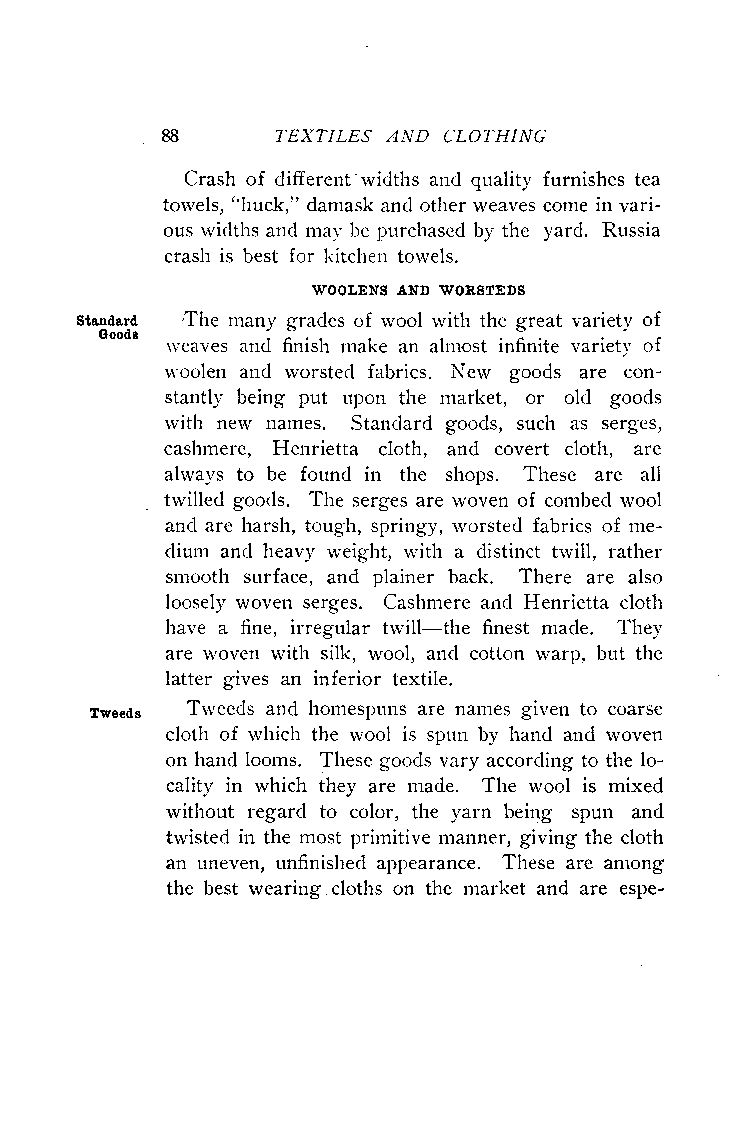 88 TEXTILES AND CLOTHING
Crash of different widths and quality furnishes tea
towels, "huck," damask and other weaves come in vari-
ous widths and may be purchased by the yard. Russia
crash is best for kitchen towels.
WOOLENS AND WORSTEDS
Standard
Goods
The many grades of wool with the great variety of
weaves and finish make an almost infinite variety of
woolen and worsted fabrics. New goods are con-
stantly being put upon the market, or old goods
with new names. Standard goods, such as serges,
cashmere, Henrietta cloth, and covert cloth, are
always to be found in the shops. These are all
twilled goods. The serges are woven of combed wool
and are harsh, tough, springy, worsted fabrics of me-
dium and heavy weight, with a distinct twill, rather
smooth surface, and plainer back. There are also
loosely woven serges. Cashmere and Henrietta cloth
have a fine, irregular twill—the finest made. They
are woven with silk, wool, and cotton warp, but the
latter gives an inferior textile.
Tweeds
Tweeds and homespuns are names given to coarse
cloth of which the wool is spun by hand and woven
on hand looms. These goods vary according to the lo-
cality in which they are made. The wool is mixed
without regard to color, the yarn being spun and
twisted in the most primitive manner, giving the cloth
an uneven, unfinished appearance. These are among
the best wearing cloths on the market and are espe-